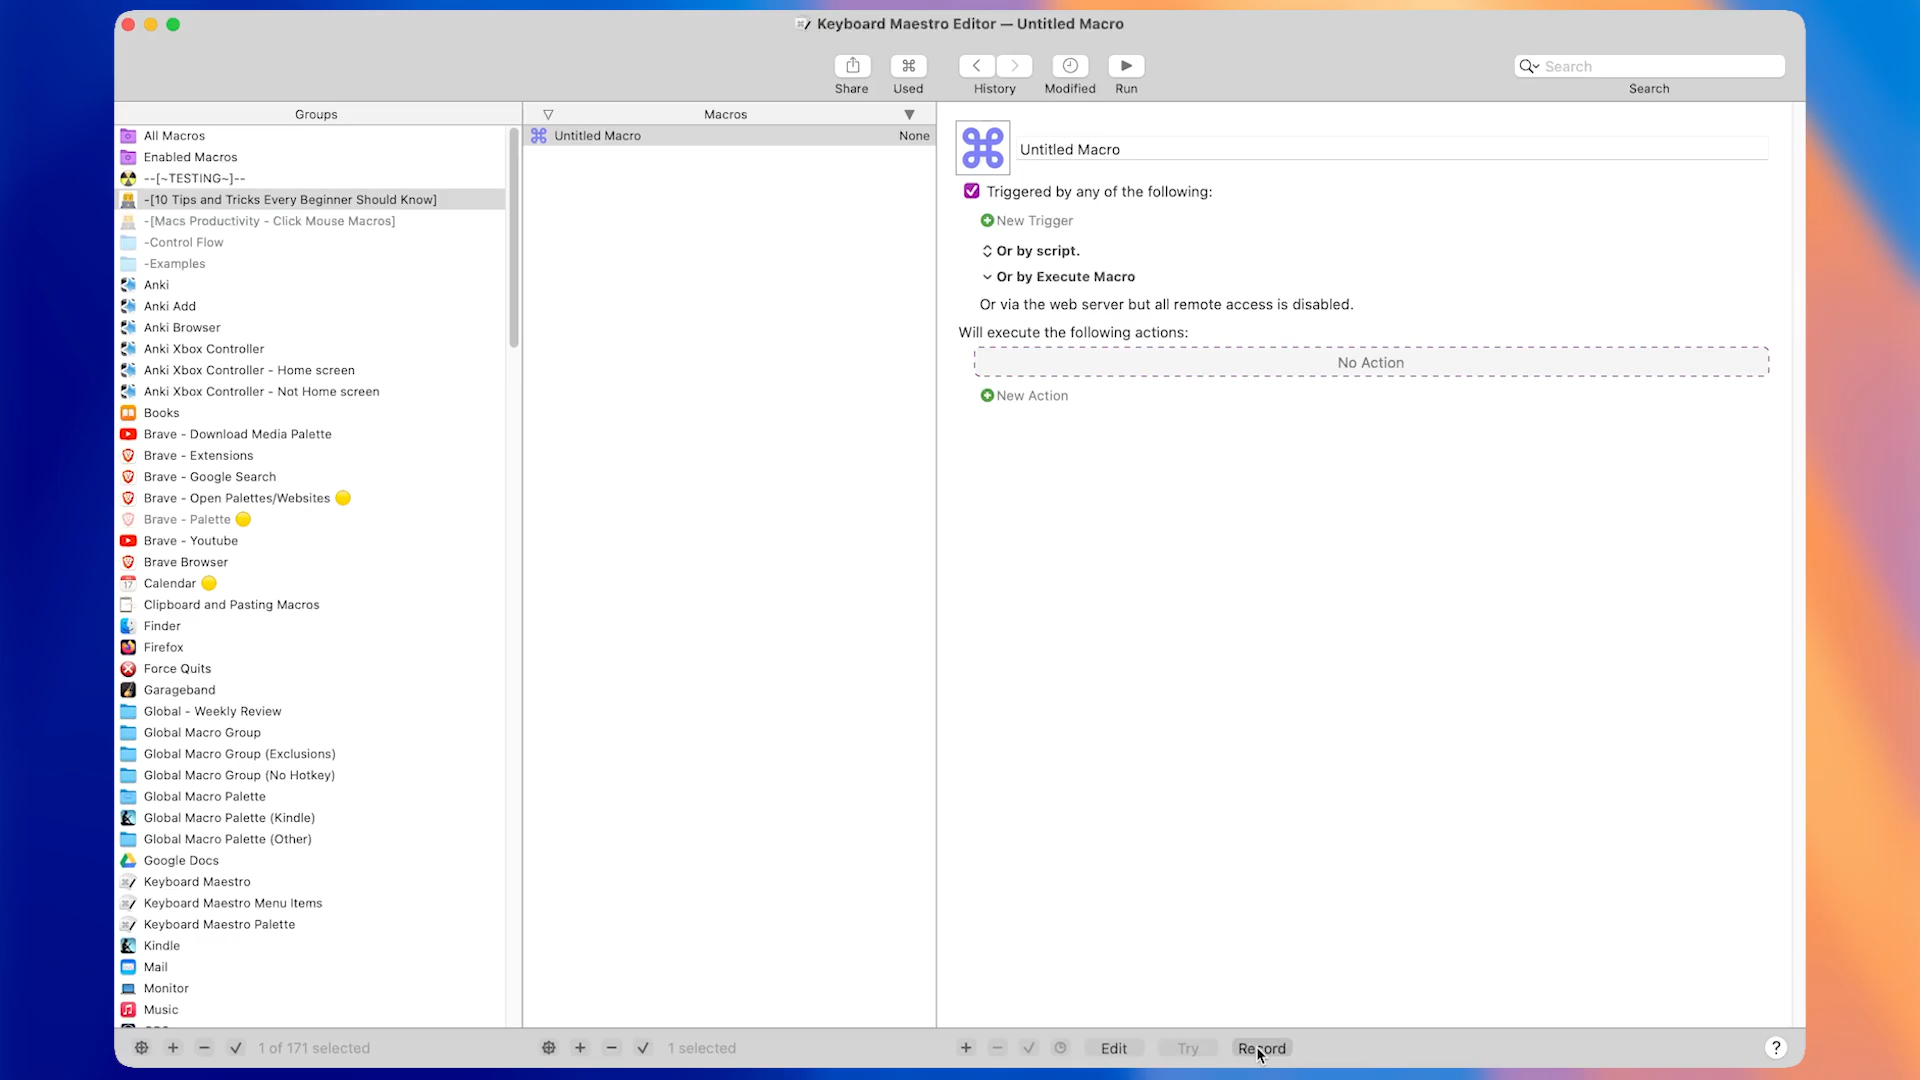 Keyboard Maestro Editor — Untitled Macro
Share
Used
History
Modified
Run
Search
Search
Groups
Macros
All Macros
Enabled Macros
--[~TESTING~]--
-[10 Tips and Tricks Every Beginner Should Know]
-[Macs Productivity - Click Mouse Macros]
-Control Flow
-Examples
Anki
Anki Add
Anki Browser
Anki Xbox Controller
Anki Xbox Controller - Home screen
Anki Xbox Controller - Not Home screen
Books
Brave - Download Media Palette
Brave - Extensions
Brave - Google Search
Brave - Open Palettes/Websites
Brave - Palette
Brave - Youtube
Brave Browser
17
Calendar
Clipboard and Pasting Macros
Finder
Firefox
Force Quits
Garageband
Global - Weekly Review
Global Macro Group
Global Macro Group (Exclusions)
Global Macro Group (No Hotkey)
Global Macro Palette
Global Macro Palette (Kindle)
Global Macro Palette (Other)
Google Docs
Keyboard Maestro
Keyboard Maestro Menu Items
Keyboard Maestro Palette
Kindle
Mail
Monitor
Music
Untitled Macro None
Untitled Macro
Triggered by any of the following:
New Trigger
Or by script.
Or by Execute Macro
Or via the web server but all remote access is disabled.
Will execute the following actions:
No Action
New Action
1 of 171 selected
1 selected
Edit
Try
Record
?